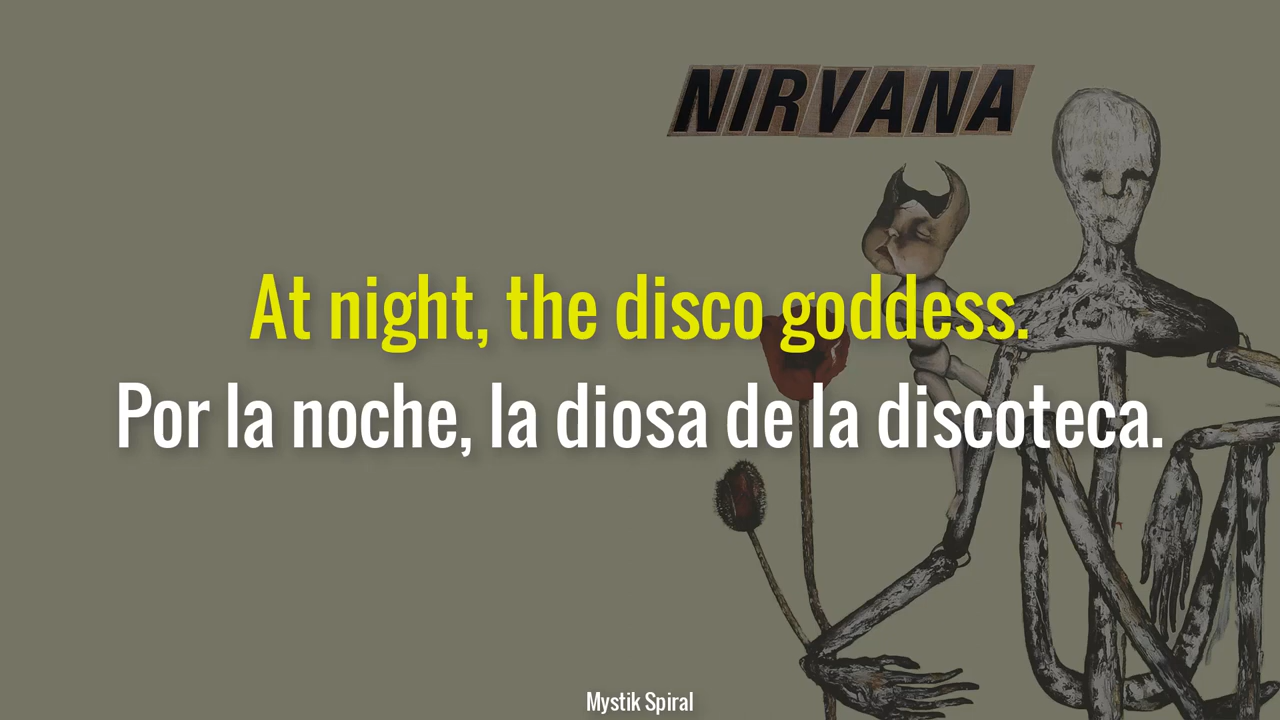 NIRVANA
At night, the disco goddess.
Por la noche, la diosa de la discoteca.
Mystik Spiral